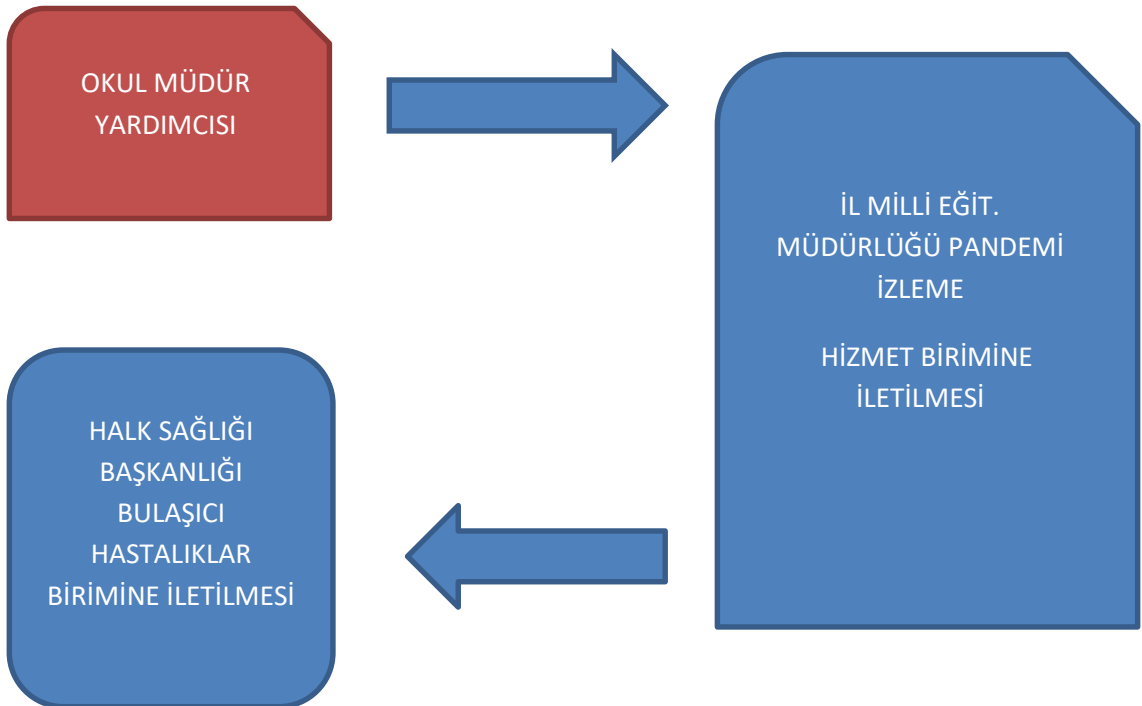 OKUL MÜDÜR
YARDIMCISI
İL MİLLİ EĞİT.
MÜDÜRLÜĞÜ PANDEMİ
İZLEME
HİZMET BİRİMİNE
İLETİLMESİ
HALK SAĞLIĞI
BAŞKANLIĞI
BULAŞICI
HASTALIKLAR
BİRİMİNE İLETİLMESİ